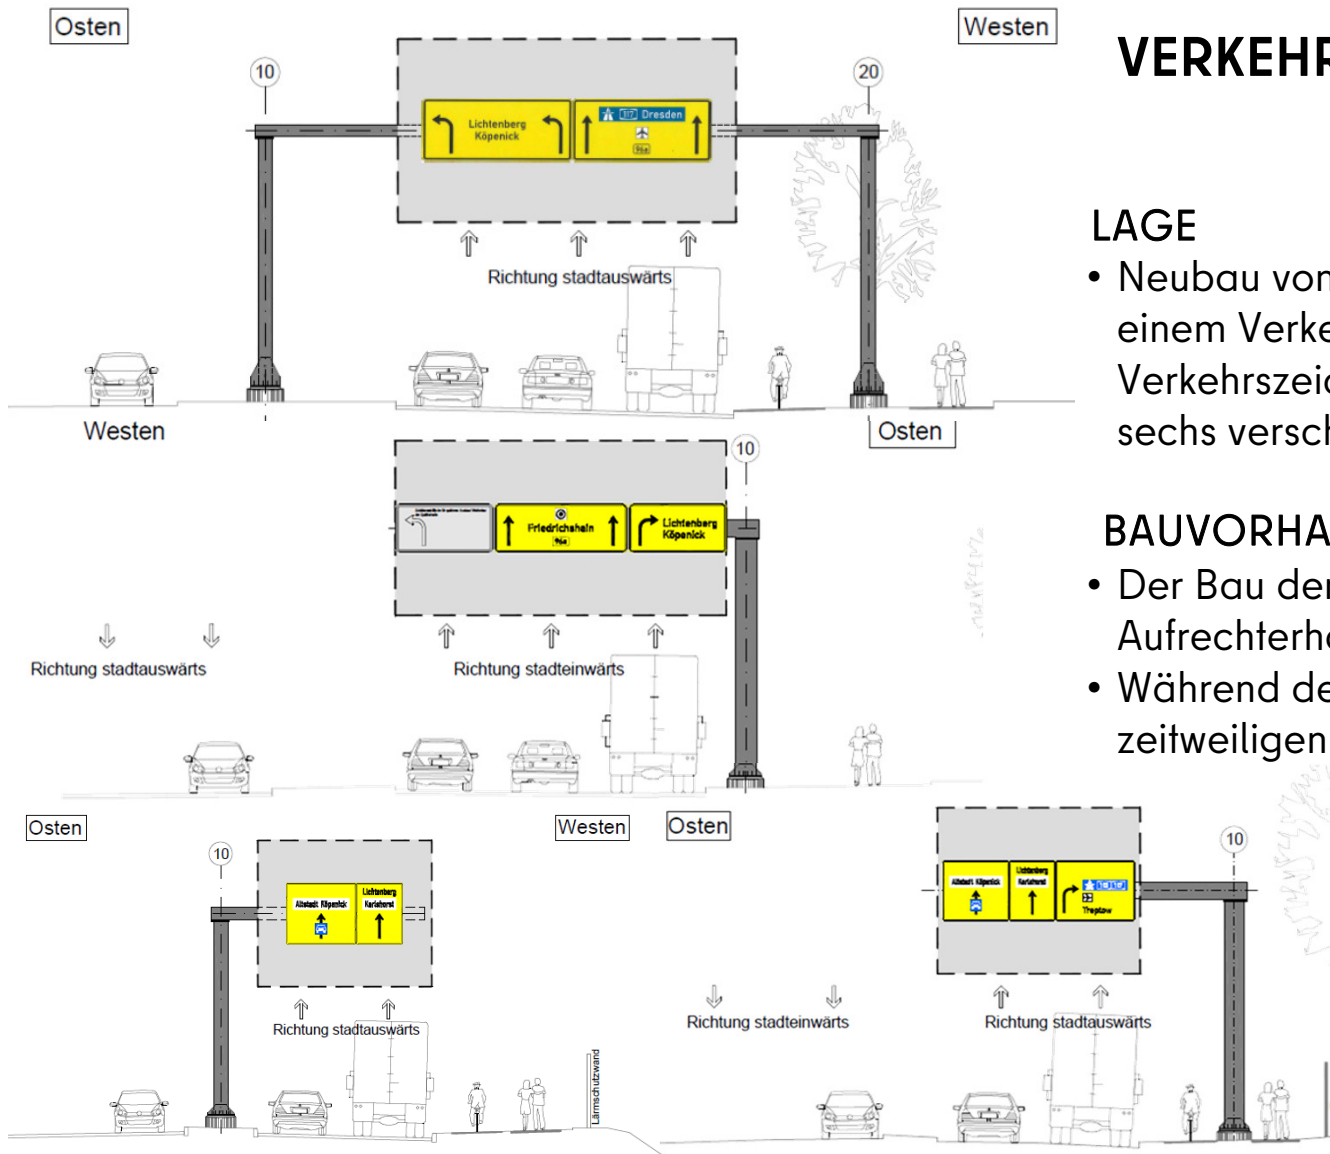 Osten
Westen
10
20
Lichtenberg
Köpenick
117 Dresden
96a
Richtung stadtauswärts
Westen
Osten
10
Friedrichshain
96a
Lichtenberg
Köpenick
Richtung stadtauswärts
Richtung stadteinwärts
Osten
Westen
10
Altstadt Köpenick
Lichtenberg
Karlshorst
Richtung stadtauswärts
Lärmschutzwand
Osten
10
Altstadt Köpenick
Lichtenberg
Karlshorst
Treptow
Richtung stadteinwärts
Richtung stadtauswärts
VERKEHR
LAGE
• Neubau von
einem Verke
Verkehrszeic
sechs versch
BAUVORHA
• Der Bau der
Aufrechterha
• Während de
zeitweiligen